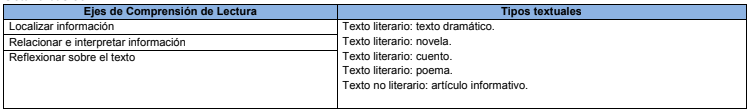 Ejes de Comprensión de Lectura
Tipos textuales
Localizar información
Relacionar e interpretar información
Reflexionar sobre el texto
Texto literario: texto dramático.
Texto literario: novela.
Texto literario: cuento.
Texto literario: poema.
Texto no literario: artículo informativo.